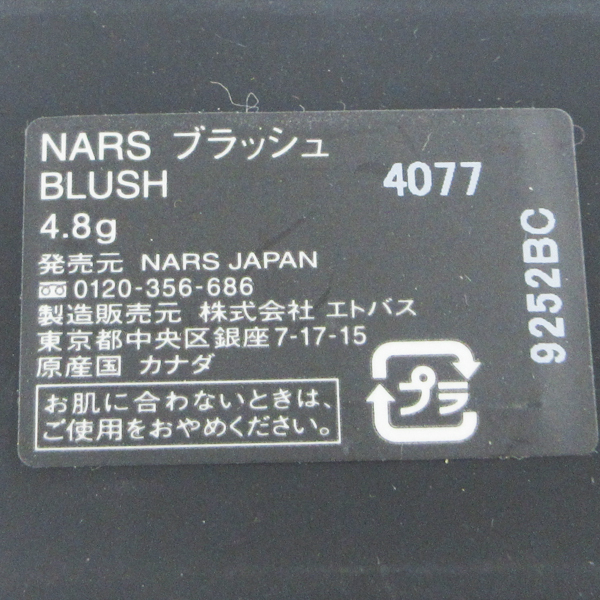 NARS ブラッシュ
BLUSH
4077
4.8g
発売元 NARS JAPAN
0120-356-686
製造販売元 株式会社 エトバス
東京都中央区銀座7-17-15
原産国 カナダ
お肌に合わないときは、
ご使用をおやめください。
プラ
9252BC